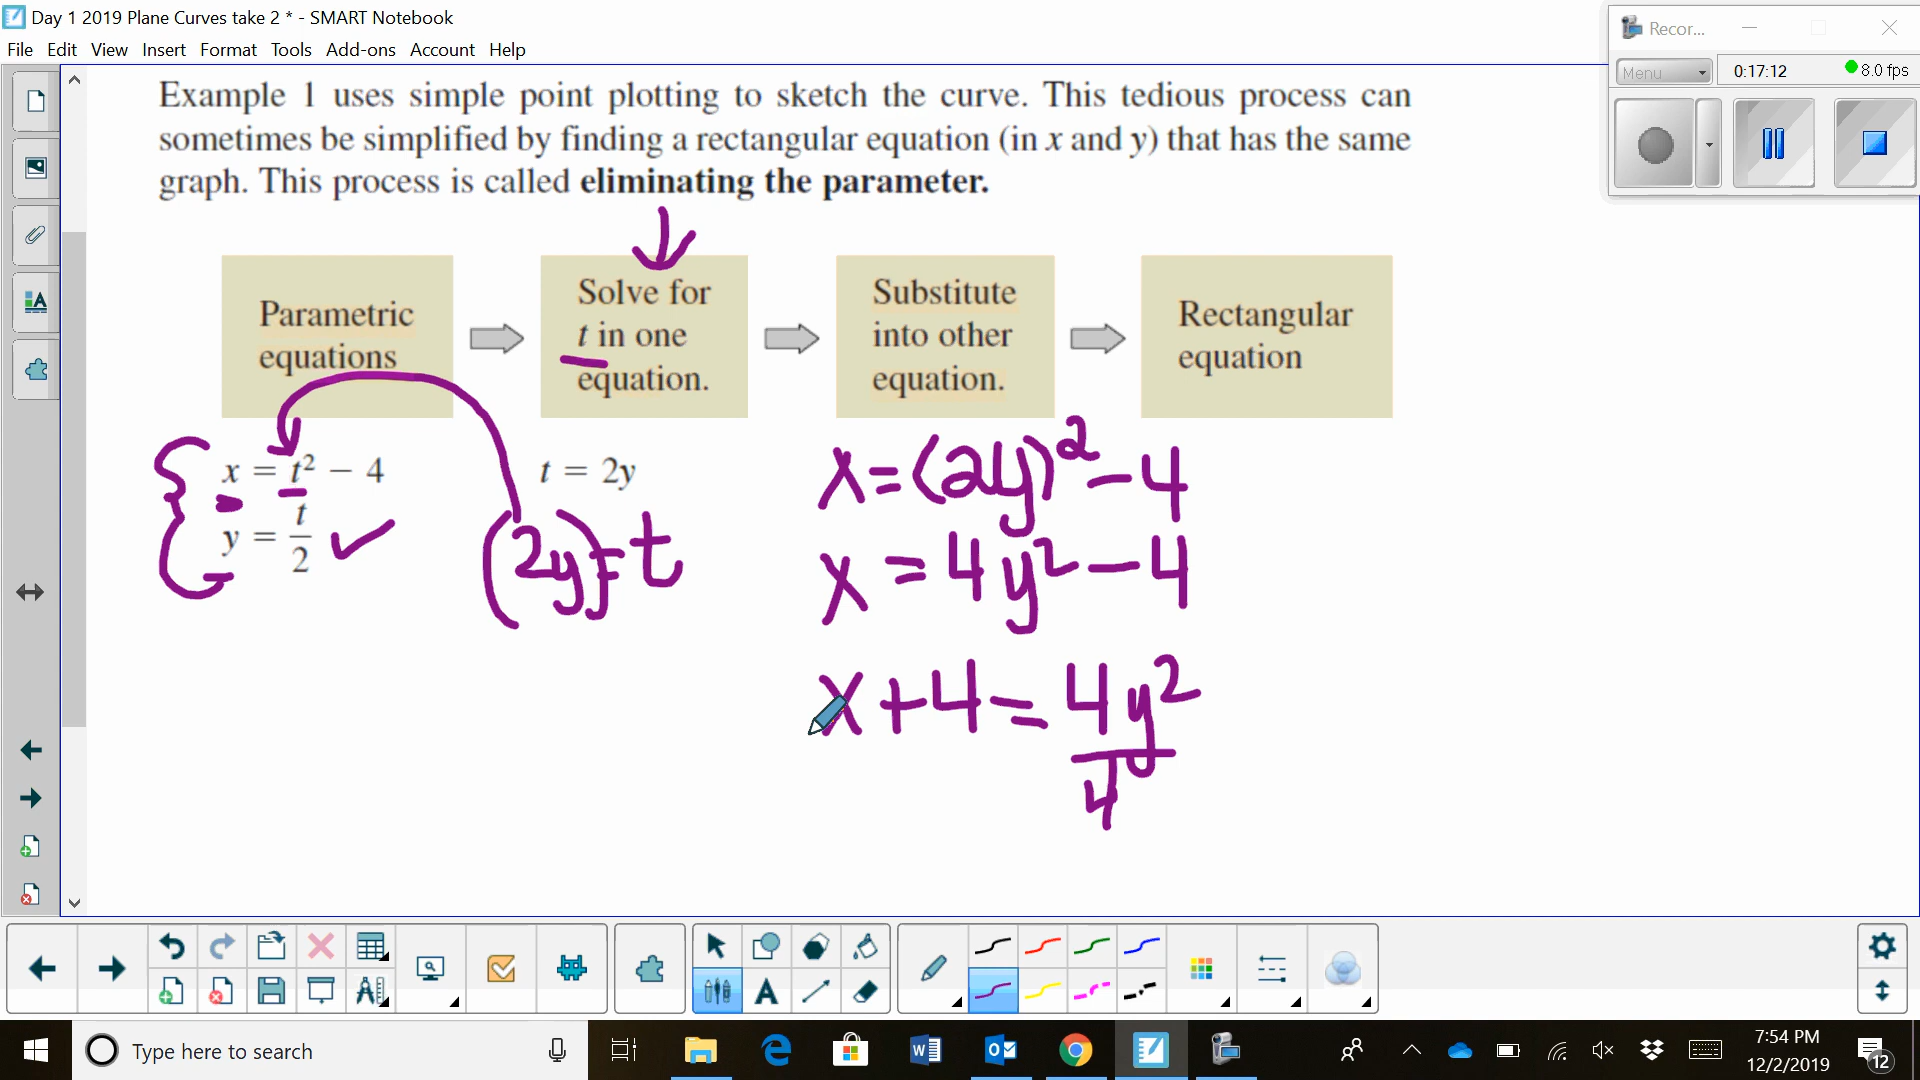 Day 1 2019 Plane Curves take 2 * - SMART Notebook
File Edit View Insert Format Tools Add-ons Account Help
Recor...
Menu
0:17:12
8.0 fps
Example 1 uses simple point plotting to sketch the curve. This tedious process can
sometimes be simplified by finding a rectangular equation (in x and y) that has the same
graph. This process is called eliminating the parameter.
Parametric
equations
Solve for
t in one
equation.
Substitute
into other
equation.
Rectangular
equation
x = t² − 4
y = t/2
t = 2y
(2y) = t
x = (2y)² − 4
x = 4y² − 4
x + 4 = 4y²
4
Type here to search
7:54 PM
12/2/2019
12